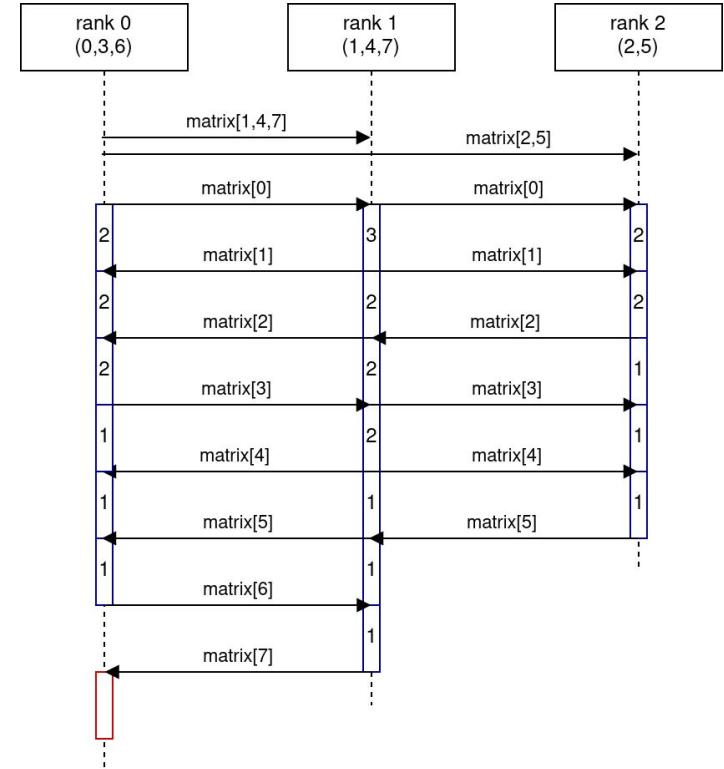 rank 0
(0,3,6)
rank 1
(1,4,7)
rank 2
(2,5)
matrix[1,4,7]
matrix[2,5]
matrix[0]
matrix[0]
2
3
2
matrix[1]
matrix[1]
2
2
2
matrix[2]
matrix[2]
2
2
1
matrix[3]
matrix[3]
1
2
1
matrix[4]
matrix[4]
1
1
1
matrix[5]
matrix[5]
1
1
matrix[6]
1
matrix[7]